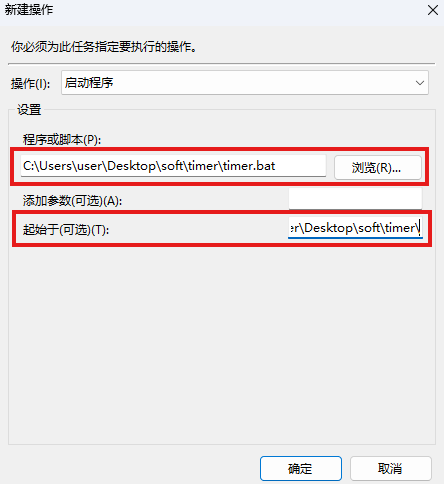 新建操作
你必须为此任务指定要执行的操作。
操作(I): 启动程序
设置
程序或脚本(P):
C:\Users\user\Desktop\soft\timer\timer.bat 浏览(R)...
添加参数(可选)(A):
起始于(可选)(T): er\Desktop\soft\timer\
确定 取消